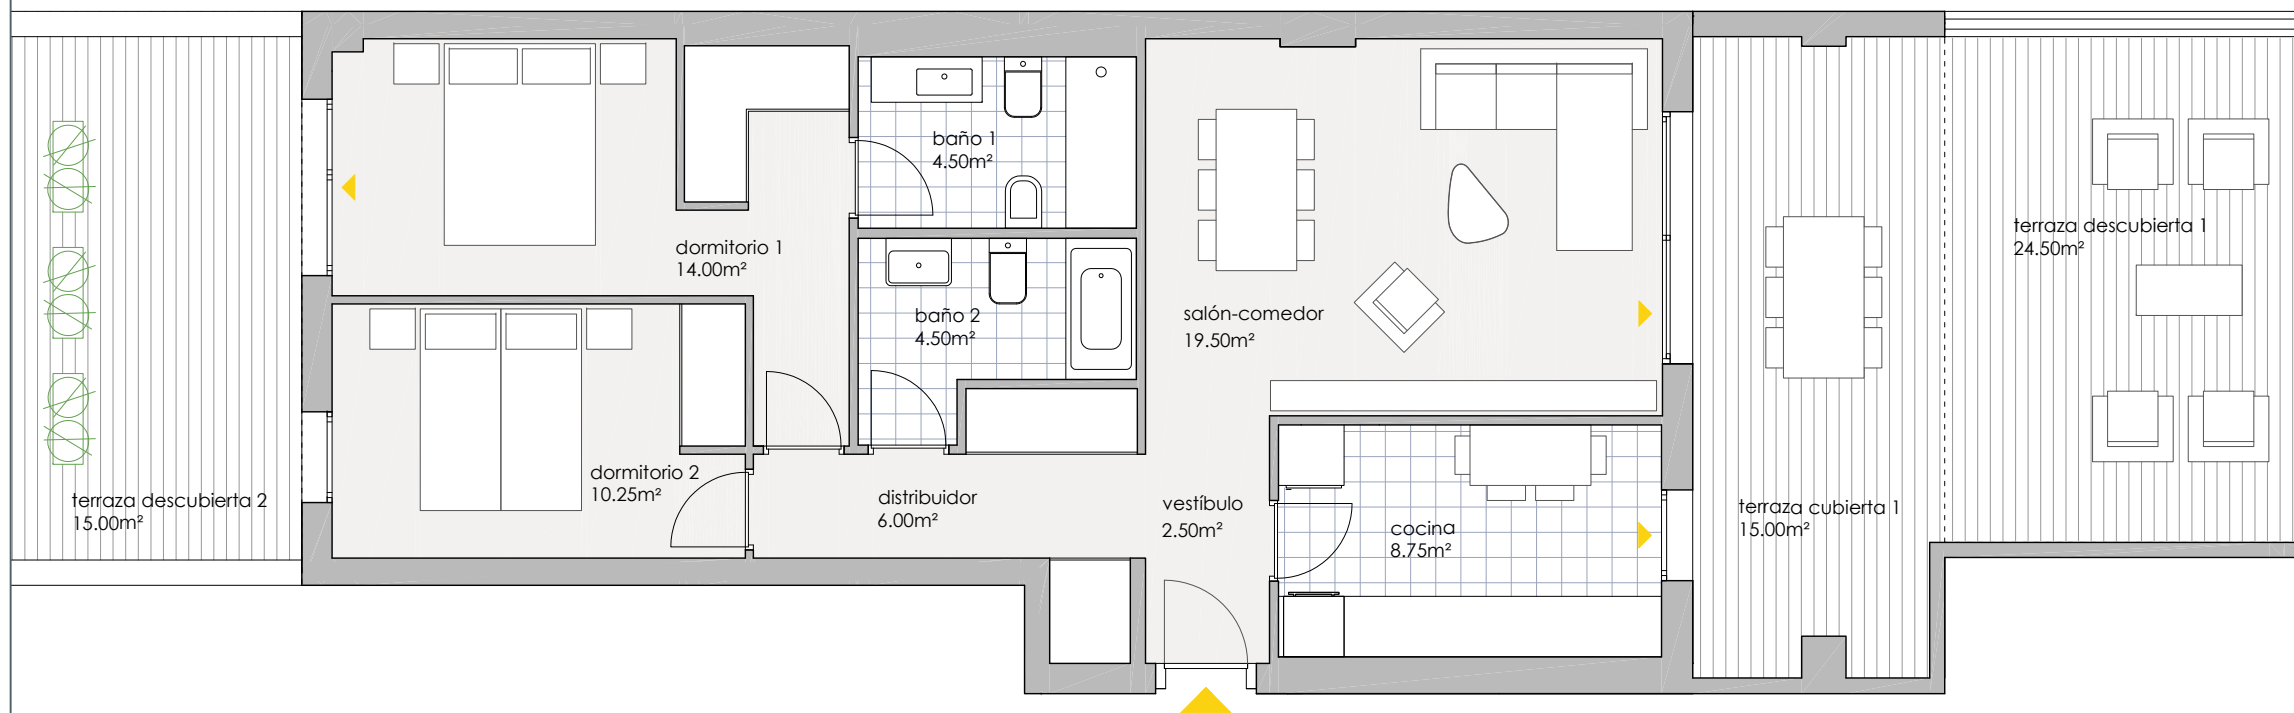 baño 1
4.50m²
dormitorio 1
14.00m²
terraza descubierta 1
24.50m²
baño 2
4.50m²
salón-comedor
19.50m²
dormitorio 2
10.25m²
terraza descubierta 2
15.00m²
distribuidor
6.00m²
vestíbulo
2.50m²
cocina
8.75m²
terraza cubierta 1
15.00m²